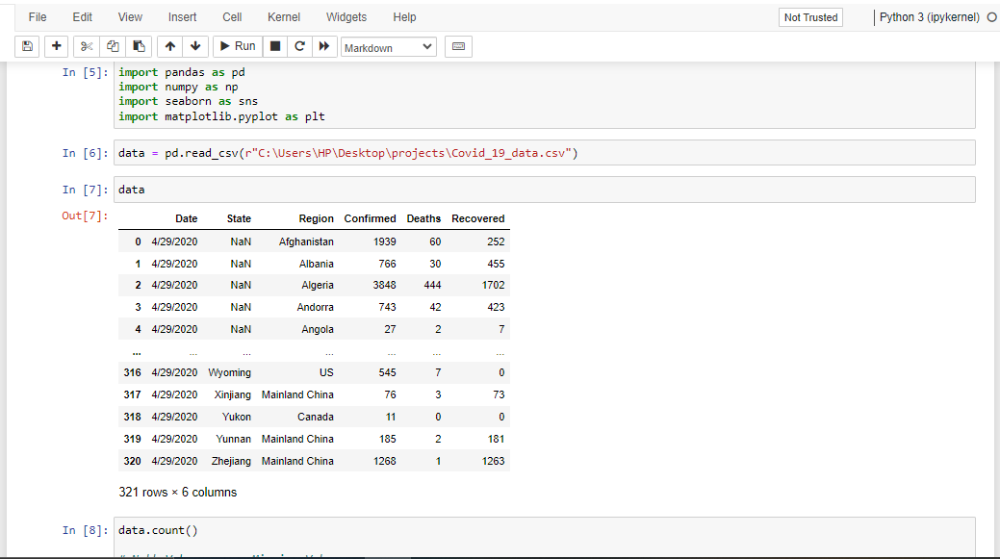 File Edit View Insert Cell Kernel Widgets Help Not Trusted Python 3 (ipykernel)
Run Markdown
In [5]: import pandas as pd
import numpy as np
import seaborn as sns
import matplotlib.pyplot as plt
In [6]: data = pd.read_csv(r"C:\Users\HP\Desktop\projects\Covid_19_data.csv")
In [7]: data
Out[7]:
Date State Region Confirmed Deaths Recovered
0 4/29/2020 NaN Afghanistan 1939 60 252
1 4/29/2020 NaN Albania 766 30 455
2 4/29/2020 NaN Algeria 3848 444 1702
3 4/29/2020 NaN Andorra 743 42 423
4 4/29/2020 NaN Angola 27 2 7
... ... ... ... ... ... ...
316 4/29/2020 Wyoming US 545 7 0
317 4/29/2020 Xinjiang Mainland China 76 3 73
318 4/29/2020 Yukon Canada 11 0 0
319 4/29/2020 Yunnan Mainland China 185 2 181
320 4/29/2020 Zhejiang Mainland China 1268 1 1263
321 rows × 6 columns
In [8]: data.count()